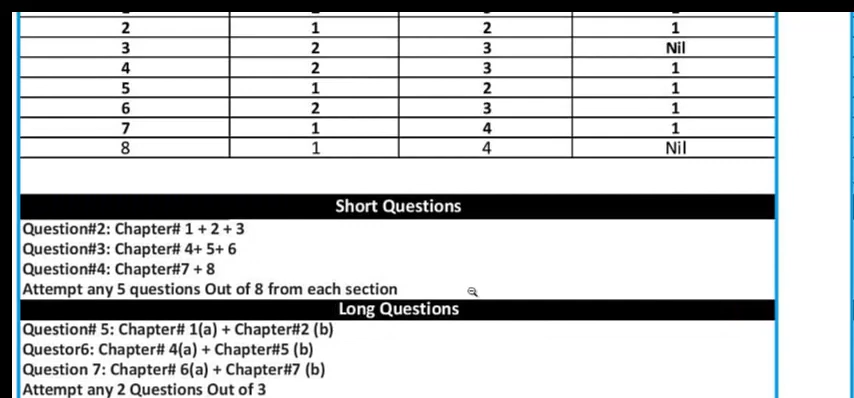 2 1 2 1
3 2 3 Nil
4 2 3 1
5 1 2 1
6 2 3 1
7 1 4 1
8 1 4 Nil
Short Questions
Question#2: Chapter# 1 + 2 + 3
Question#3: Chapter# 4+ 5+ 6
Question#4: Chapter#7 + 8
Attempt any 5 questions Out of 8 from each section
Long Questions
Question# 5: Chapter# 1(a) + Chapter#2 (b)
Questor6: Chapter# 4(a) + Chapter#5 (b)
Question 7: Chapter# 6(a) + Chapter#7 (b)
Attempt any 2 Questions Out of 3